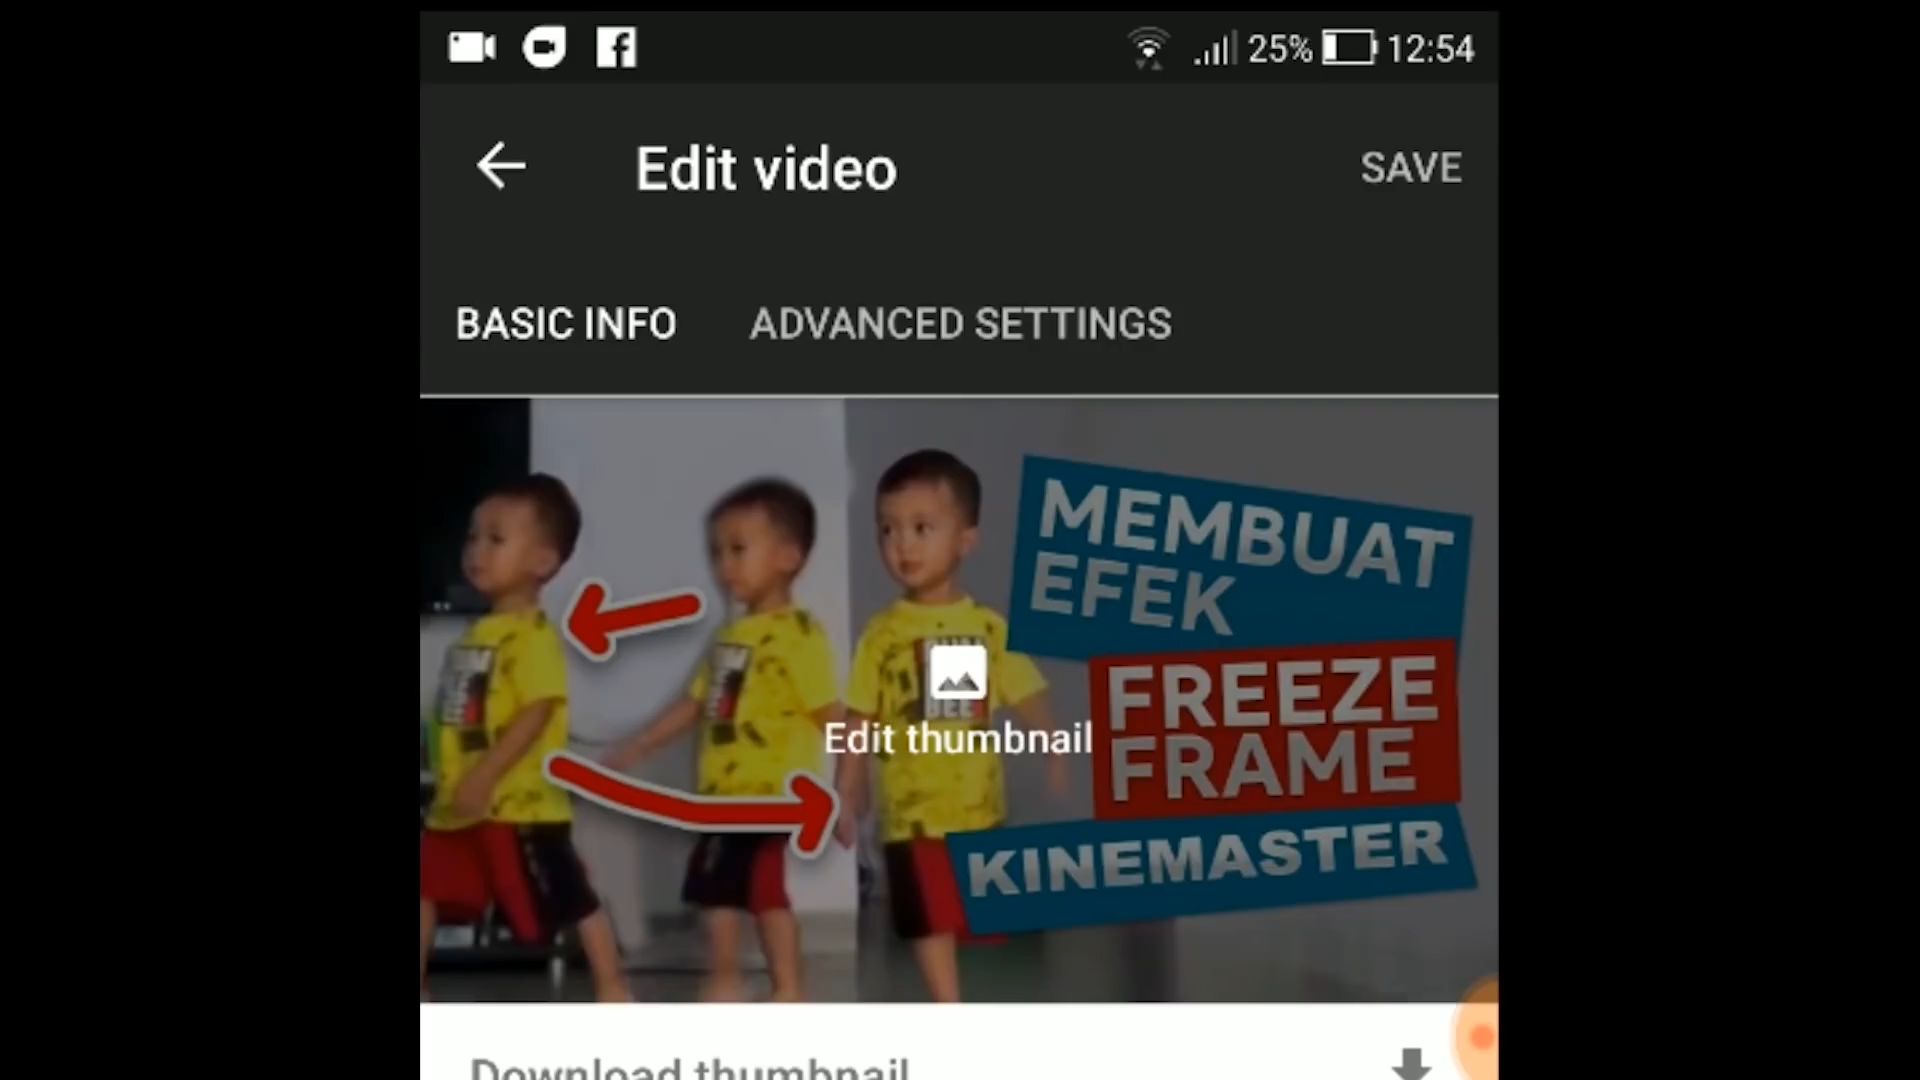 25% 12:54
Edit video SAVE
BASIC INFO ADVANCED SETTINGS
MEMBUAT
EFEK
FREEZE
FRAME
KINEMASTER
Edit thumbnail
Download thumbnail